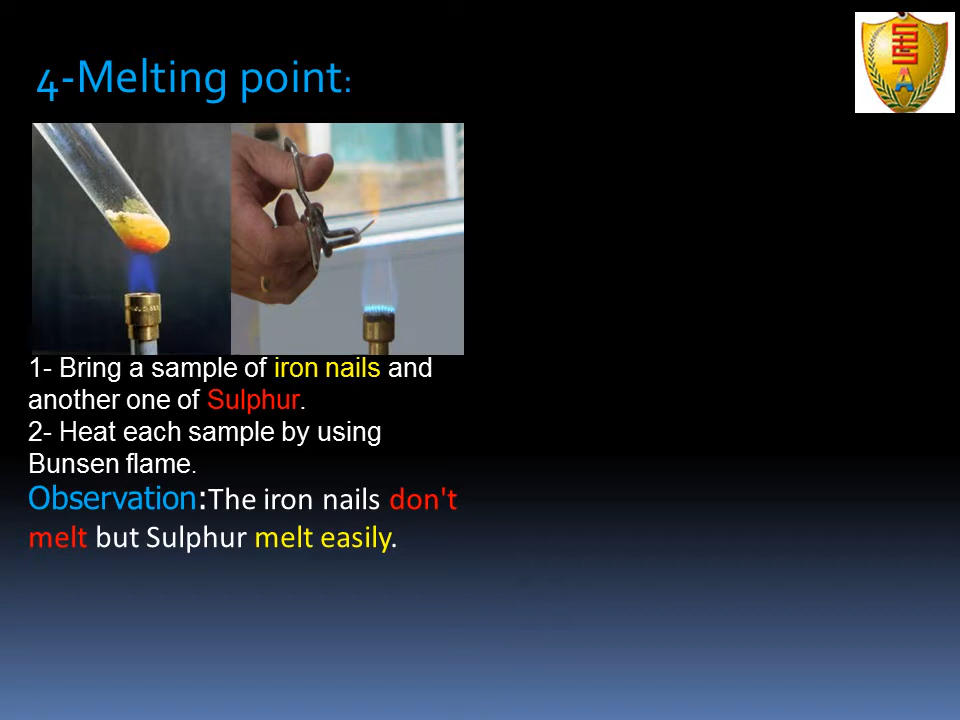 4-Melting point:
1- Bring a sample of iron nails and
another one of Sulphur.
2- Heat each sample by using
Bunsen flame.
Observation:The iron nails don't
melt but Sulphur melt easily.